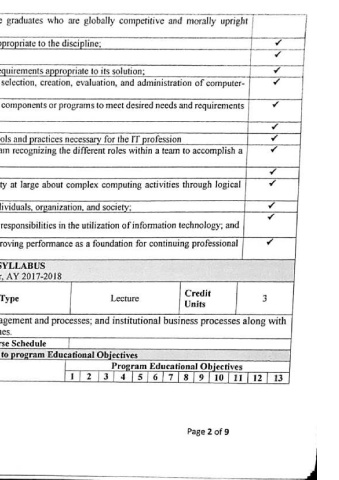 graduates who are globally competitive and morally upright
ppropriate to the discipline; ✓
✓
equirements appropriate to its solution; ✓
selection, creation, evaluation, and administration of computer- ✓
components or programs to meet desired needs and requirements ✓
✓
ols and practices necessary for the IT profession ✓
am recognizing the different roles within a team to accomplish a ✓
✓
ty at large about complex computing activities through logical ✓
ividuals, organization, and society; ✓
✓
responsibilities in the utilization of information technology; and
roving performance as a foundation for continuing professional ✓
SYLLABUS
, AY 2017-2018
Type Lecture Credit Units 3
agement and processes; and institutional business processes along with
es.
rse Schedule
to program Educational Objectives
Program Educational Objectives
1 2 3 4 5 6 7 8 9 10 11 12 13
Page 2 of 9